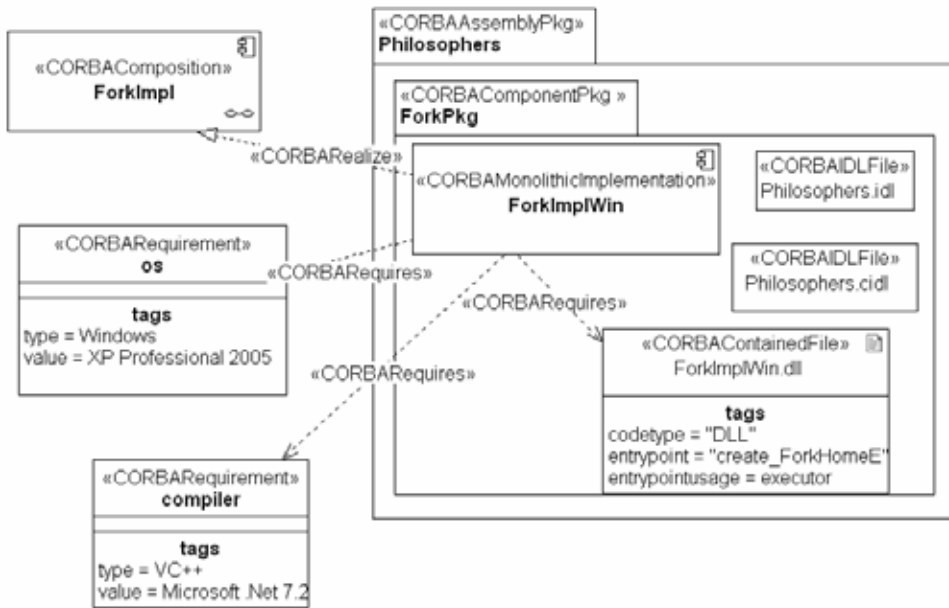 «CORBAAssemblyPkg»
Philosophers
«CORBAComposition»
ForkImpl
«CORBAComponentPkg »
ForkPkg
«CORBARealize»
«CORBAMonolithicImplementation»
ForkImplWin
«CORBAIDLFile»
Philosophers.idl
«CORBARequirement»
os
tags
type = Windows
value = XP Professional 2005
«CORBARequires»
«CORBAIDLFile»
Philosophers.cidl
«CORBARequires»
«CORBARequires»
«CORBAContainedFile»
ForkImplWin.dll
tags
codetype = "DLL"
entrypoint = "create_ForkHomeE"
entrypointusage = executor
«CORBARequirement»
compiler
tags
type = VC++
value = Microsoft .Net 7.2